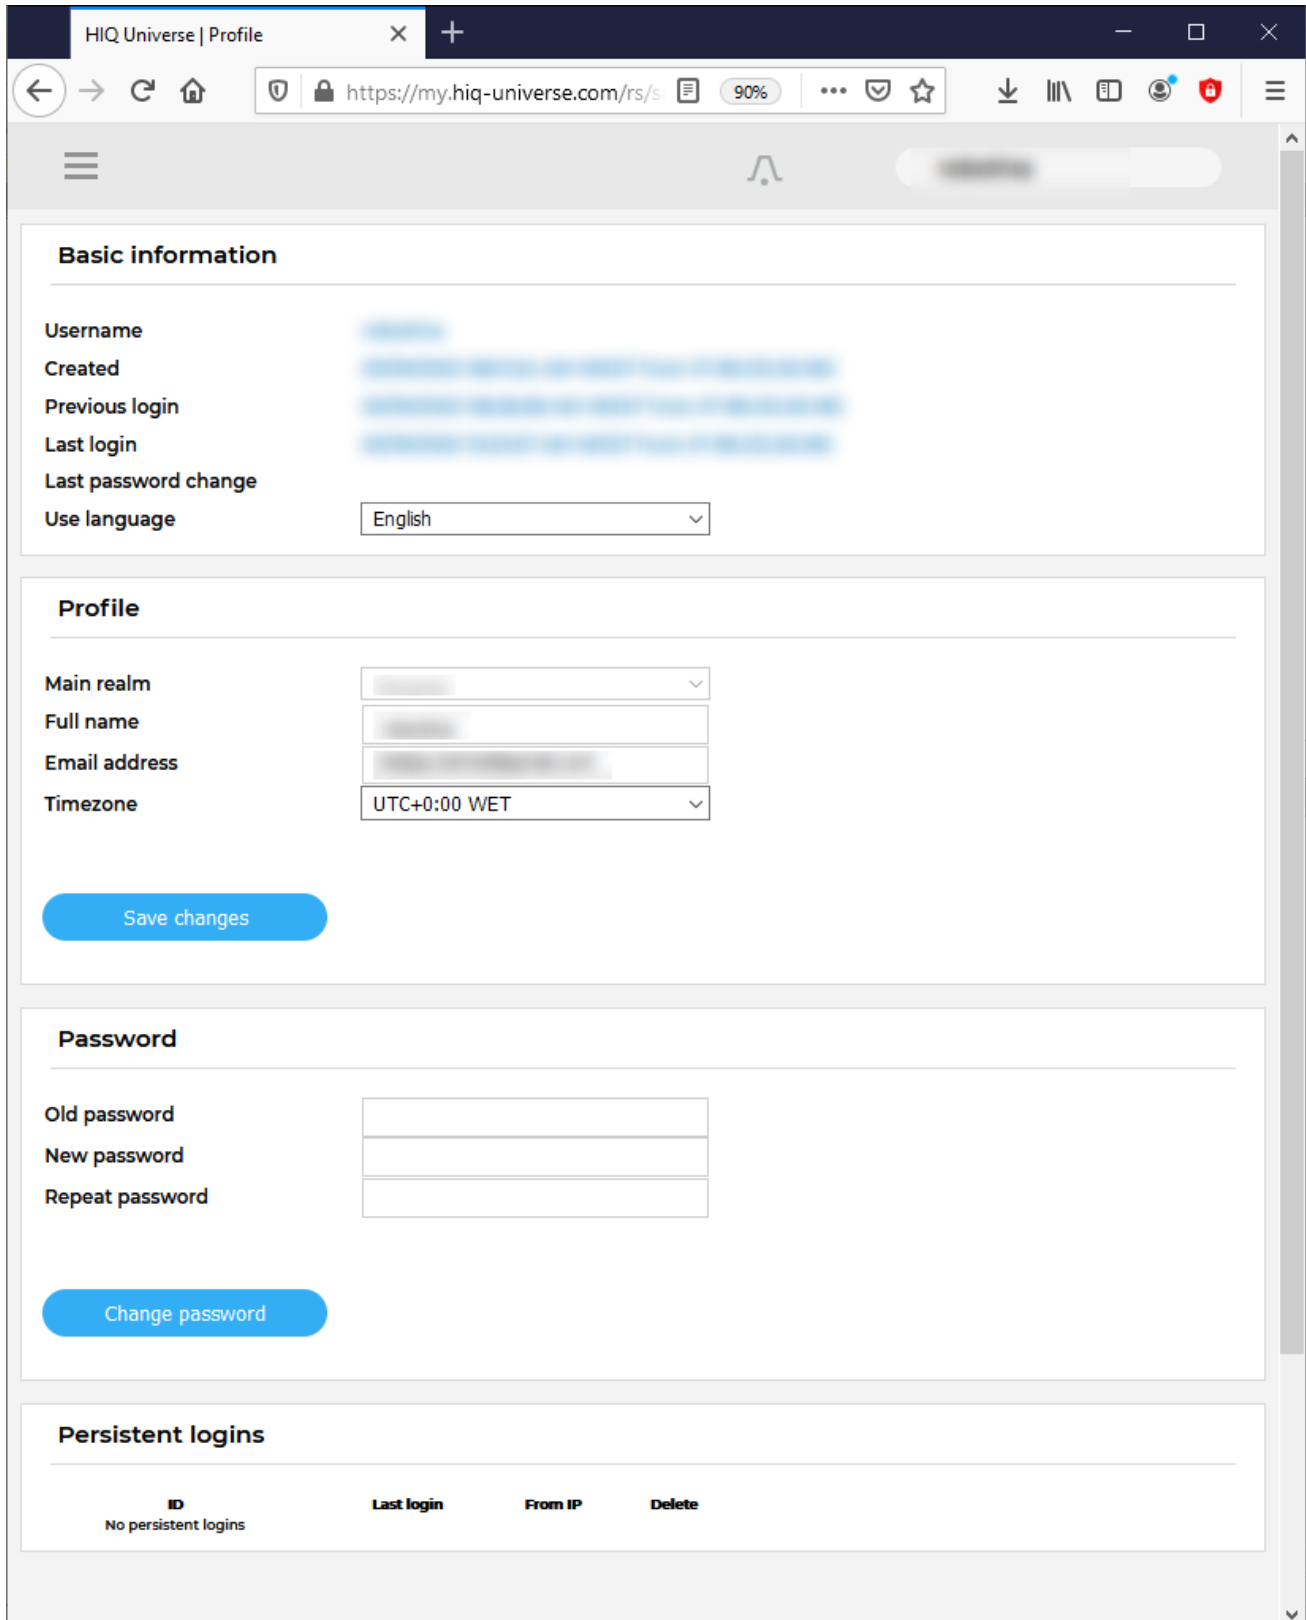 HIQ Universe | Profile
https://my.hiq-universe.com/rs/s
90%
Basic information
Username
Created
Previous login
Last login
Last password change
Use language English
Profile
Main realm
Full name
Email address
Timezone UTC+0:00 WET
Save changes
Password
Old password
New password
Repeat password
Change password
Persistent logins
ID Last login From IP Delete
No persistent logins